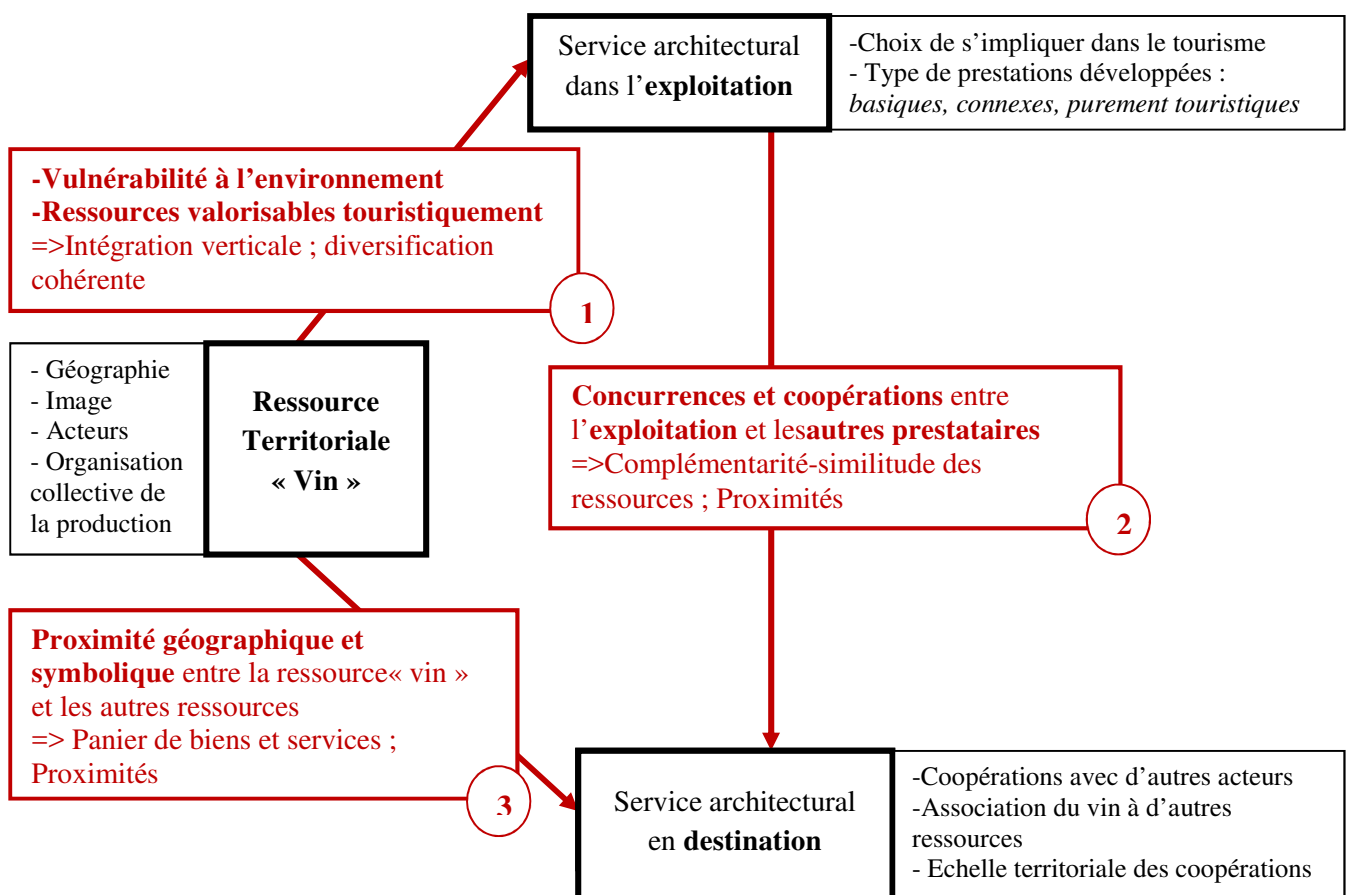 Service architectural
dans l’exploitation
-Choix de s’impliquer dans le tourisme
- Type de prestations développées :
basiques, connexes, purement touristiques
-Vulnérabilité à l’environnement
-Ressources valorisables touristiquement
=>Intégration verticale ; diversification
cohérente
1
- Géographie
- Image
- Acteurs
- Organisation
collective de
la production
Ressource
Territoriale
« Vin »
Concurrences et coopérations entre
l’exploitation et lesautres prestataires
=>Complémentarité-similitude des
ressources ; Proximités
2
Proximité géographique et
symbolique entre la ressource« vin »
et les autres ressources
=> Panier de biens et services ;
Proximités
3
Service architectural
en destination
-Coopérations avec d’autres acteurs
-Association du vin à d’autres
ressources
- Echelle territoriale des coopérations